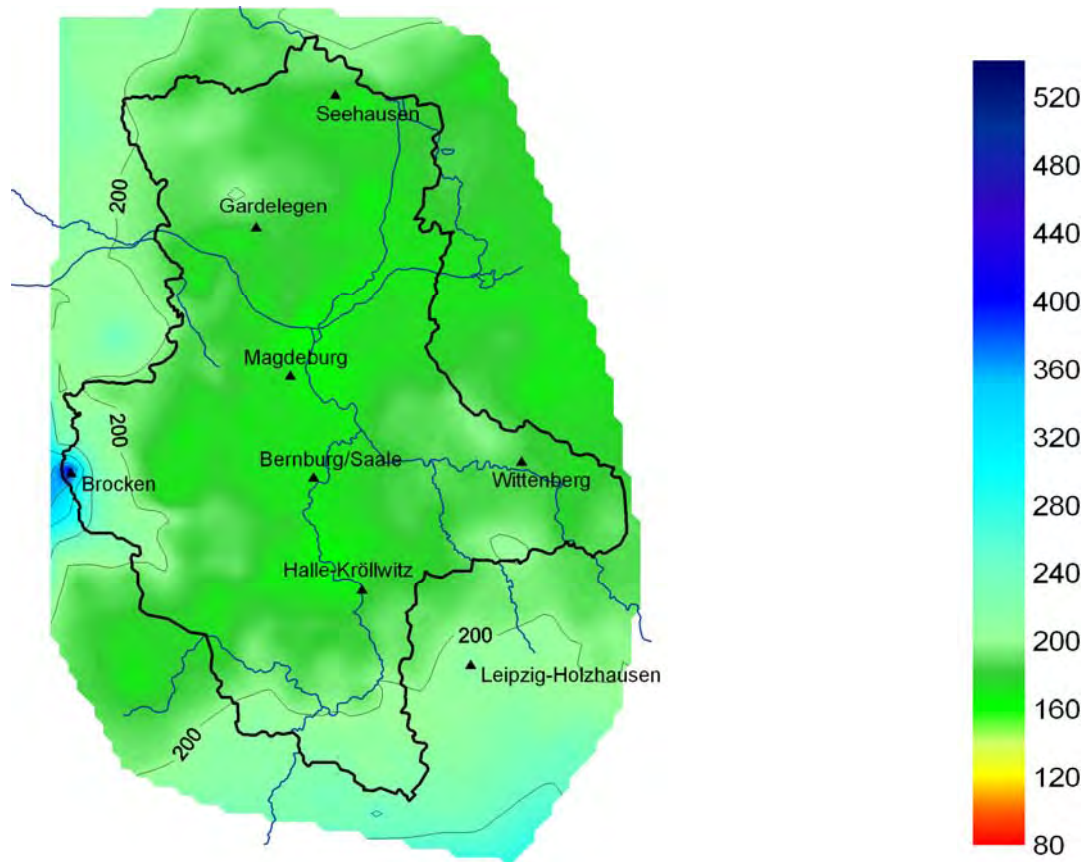 Seehausen
200
Gardelegen
Magdeburg
200
Bernburg/Saale
Brocken
Wittenberg
Halle-Kröllwitz
200
Leipzig-Holzhausen
200
520
480
440
400
360
320
280
240
200
160
120
80